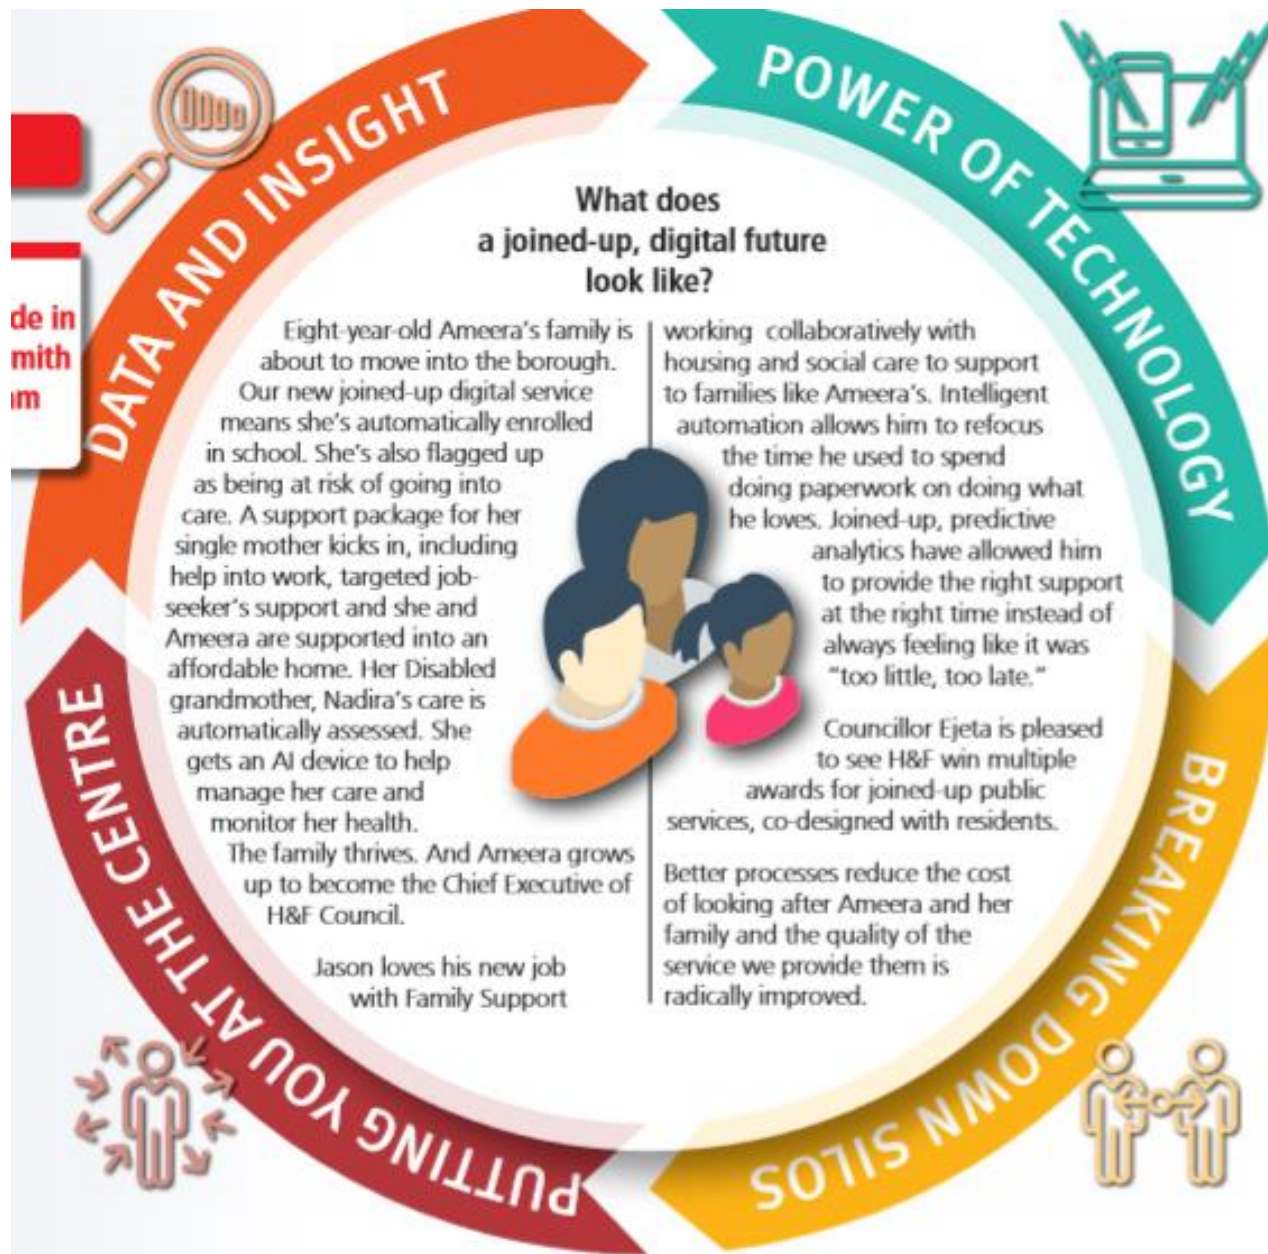 DATA AND INSIGHT
POWER OF TECHNOLOGY
BREAKING DOWN SILOS
PUTTING YOU AT THE CENTRE
de in
mith
What does
a joined-up, digital future
look like?
Eight-year-old Ameera's family is
about to move into the borough.
Our new joined-up digital service
means she's automatically enrolled
in school. She's also flagged up
as being at risk of going into
care. A support package for her
single mother kicks in, including
help into work, targeted job-
seeker's support and she and
Ameera are supported into an
affordable home. Her Disabled
grandmother, Nadira's care is
automatically assessed. She
gets an AI device to help
manage her care and
monitor her health.
The family thrives. And Ameera grows
up to become the Chief Executive of
H&F Council.
Jason loves his new job
with Family Support
working collaboratively with
housing and social care to support
to families like Ameera's. Intelligent
automation allows him to refocus
the time he used to spend
doing paperwork on doing what
he loves. Joined-up, predictive
analytics have allowed him
to provide the right support
at the right time instead of
always feeling like it was
"too little, too late."
Councillor Ejeta is pleased
to see H&F win multiple
awards for joined-up public
services, co-designed with residents.
Better processes reduce the cost
of looking after Ameera and her
family and the quality of the
service we provide them is
radically improved.